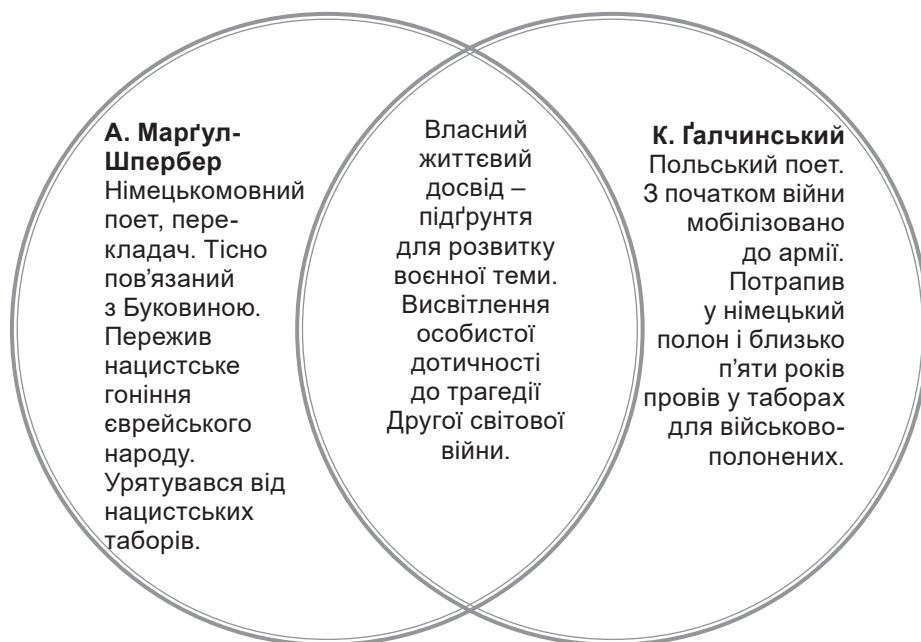 А. Марґул-
Шпербер
Німецькомовний
поет, пере-
кладач. Тісно
пов'язаний
з Буковиною.
Пережив
нацистське
гоніння
єврейського
народу.
Урятувався від
нацистських
таборів.
Власний
життєвий
досвід –
підґрунтя
для розвитку
воєнної теми.
Висвітлення
особистої
дотичності
до трагедії
Другої світової
війни.
К. Ґалчинський
Польський поет.
З початком війни
мобілізовано
до армії.
Потрапив
у німецький
полон і близько
п'яти років
провів у таборах
для військово-
полонених.